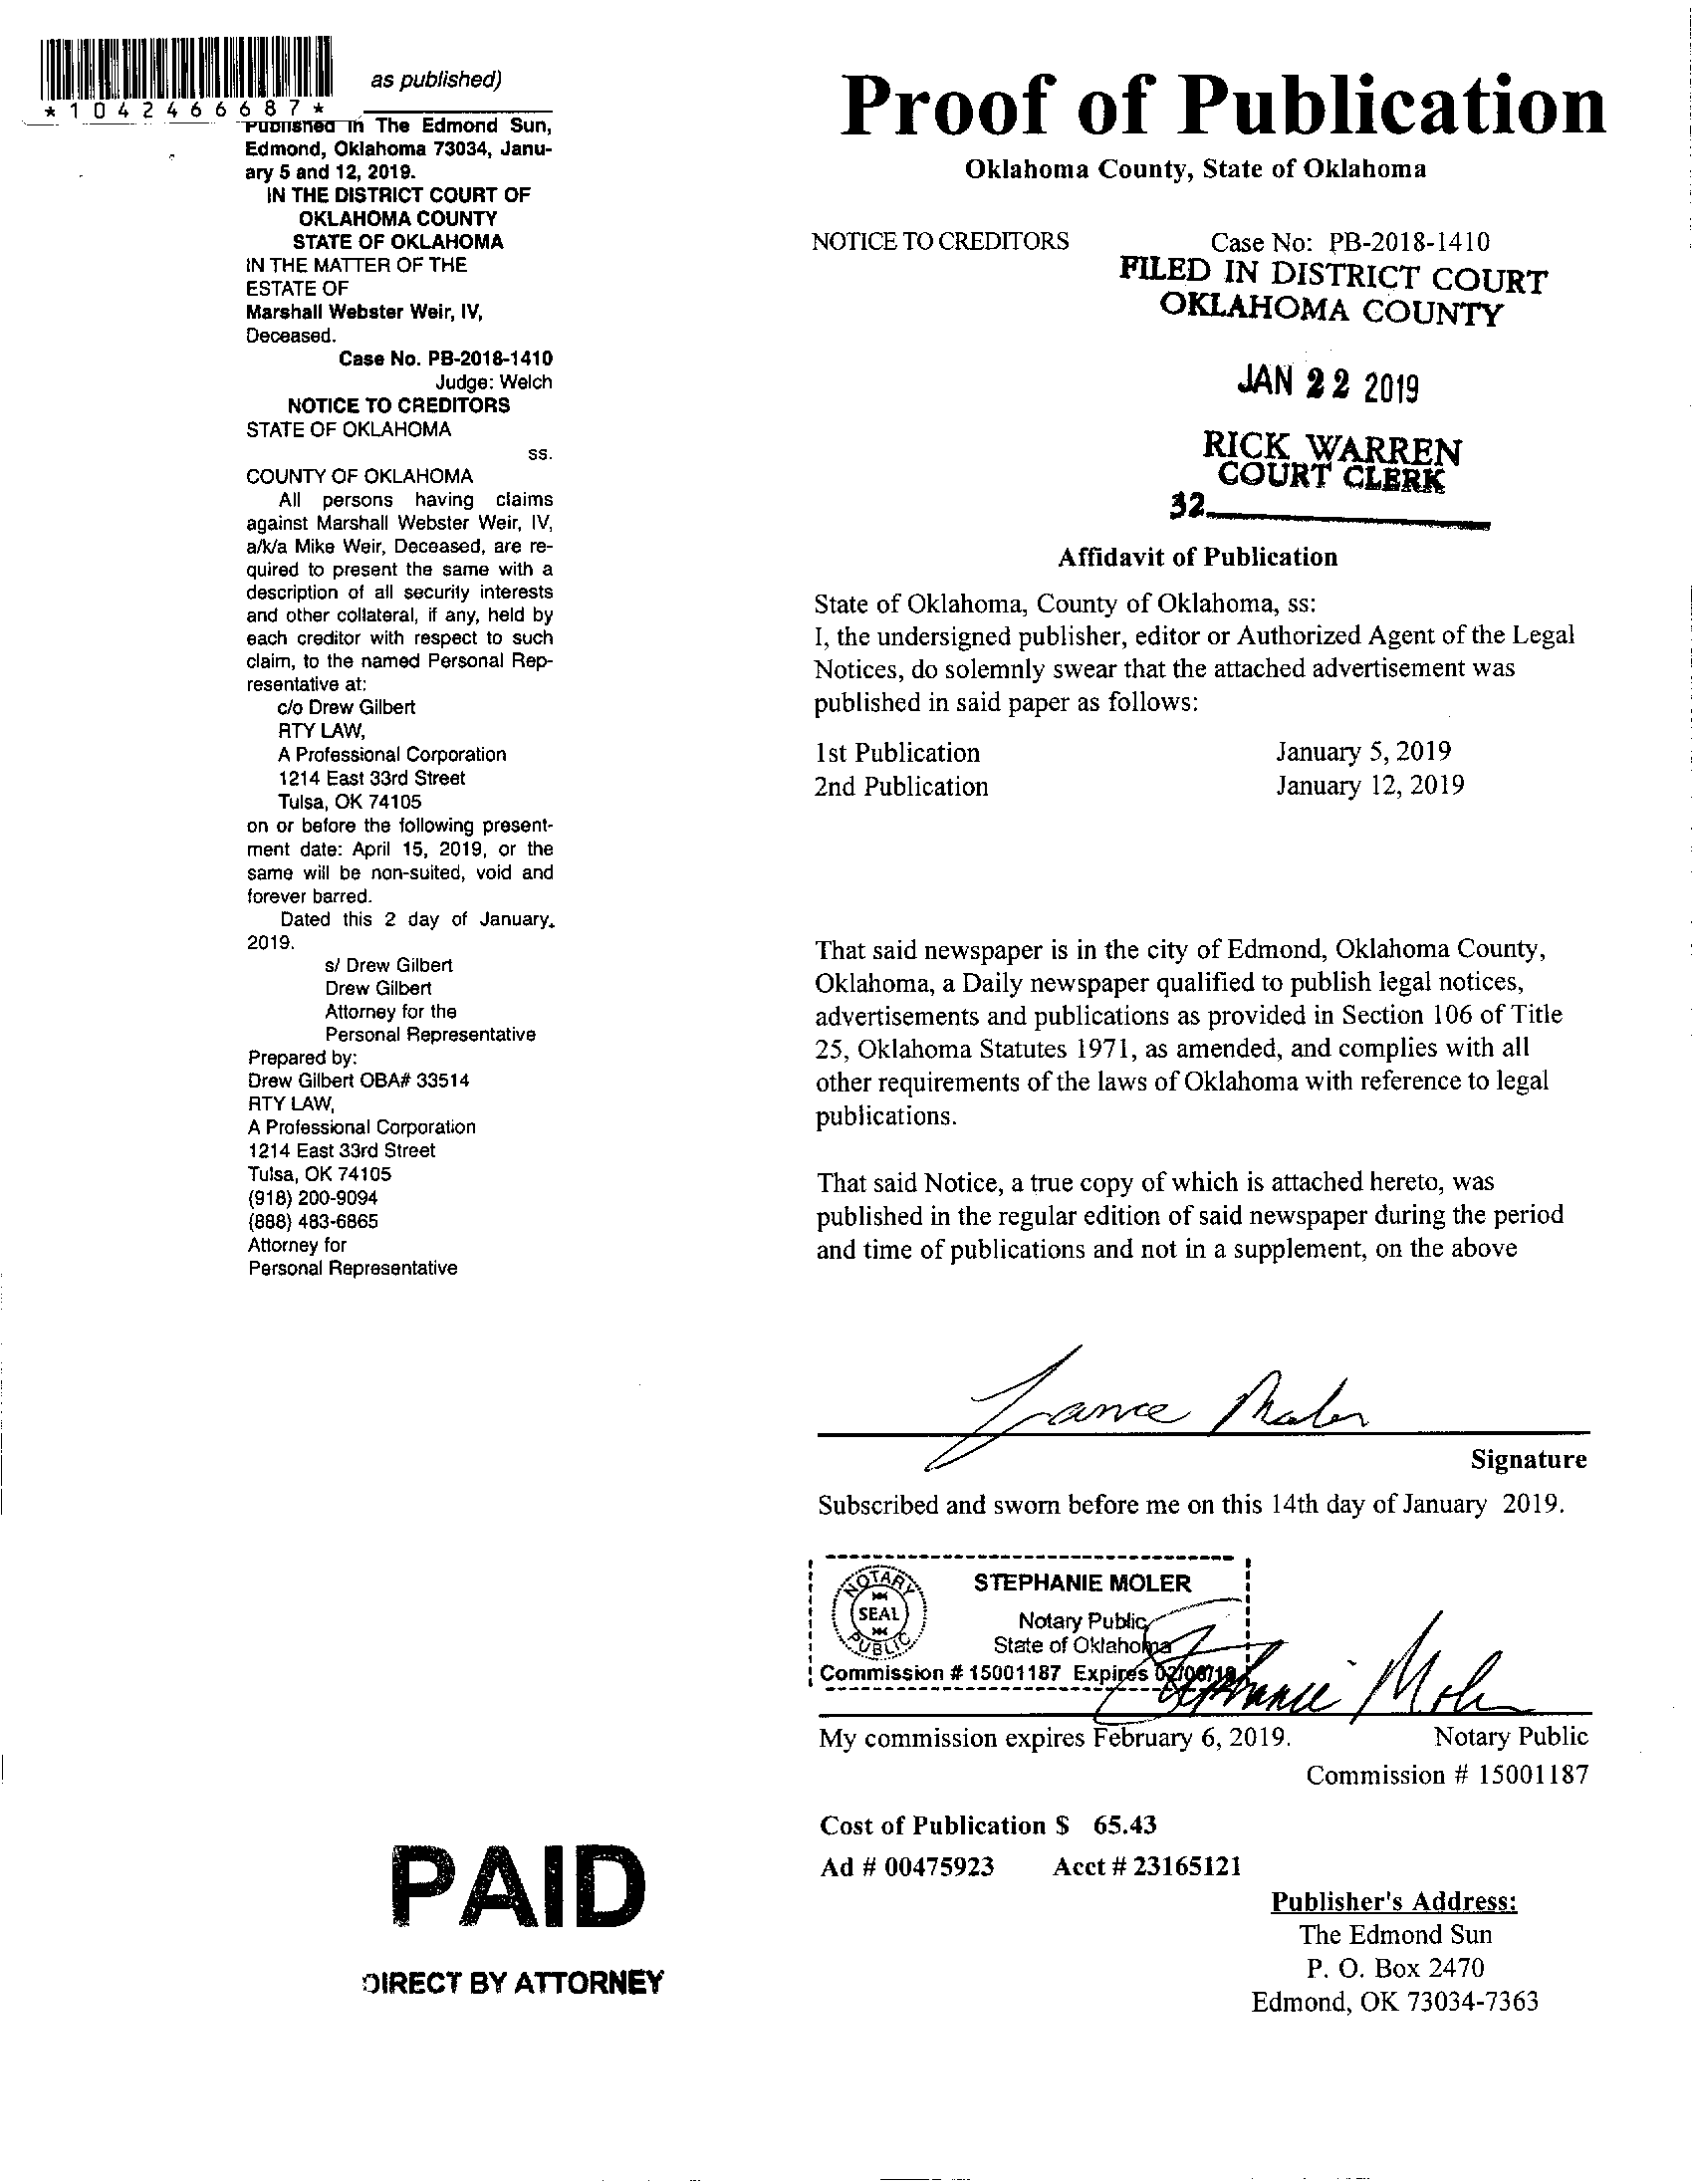 *1042466687*
as published)
Published in The Edmond Sun,
Edmond, Oklahoma 73034, Janu-
ary 5 and 12, 2019.
IN THE DISTRICT COURT OF
OKLAHOMA COUNTY
STATE OF OKLAHOMA
IN THE MATTER OF THE
ESTATE OF
Marshall Webster Weir, IV,
Deceased.
Case No. PB-2018-1410
Judge: Welch
NOTICE TO CREDITORS
STATE OF OKLAHOMA
ss.
COUNTY OF OKLAHOMA
All persons having claims
against Marshall Webster Weir, IV,
a/k/a Mike Weir, Deceased, are re-
quired to present the same with a
description of all security interests
and other collateral, if any, held by
each creditor with respect to such
claim, to the named Personal Rep-
resentative at:
c/o Drew Gilbert
RTY LAW,
A Professional Corporation
1214 East 33rd Street
Tulsa, OK 74105
on or before the following present-
ment date: April 15, 2019, or the
same will be non-suited, void and
forever barred.
Dated this 2 day of January,
2019.
s/ Drew Gilbert
Drew Gilbert
Attorney for the
Personal Representative
Prepared by:
Drew Gilbert OBA# 33514
RTY LAW,
A Professional Corporation
1214 East 33rd Street
Tulsa, OK 74105
(918) 200-9094
(888) 483-6865
Attorney for
Personal Representative
PAID
DIRECT BY ATTORNEY
Proof of Publication
Oklahoma County, State of Oklahoma
NOTICE TO CREDITORS Case No: PB-2018-1410
FILED IN DISTRICT COURT
OKLAHOMA COUNTY
JAN 22 2019
RICK WARREN
COURT CLERK
32
Affidavit of Publication
State of Oklahoma, County of Oklahoma, ss:
I, the undersigned publisher, editor or Authorized Agent of the Legal
Notices, do solemnly swear that the attached advertisement was
published in said paper as follows:
1st Publication January 5, 2019
2nd Publication January 12, 2019
That said newspaper is in the city of Edmond, Oklahoma County,
Oklahoma, a Daily newspaper qualified to publish legal notices,
advertisements and publications as provided in Section 106 of Title
25, Oklahoma Statutes 1971, as amended, and complies with all
other requirements of the laws of Oklahoma with reference to legal
publications.
That said Notice, a true copy of which is attached hereto, was
published in the regular edition of said newspaper during the period
and time of publications and not in a supplement, on the above
Lance Moler
Signature
Subscribed and sworn before me on this 14th day of January 2019.
NOTARY
SEAL
PUBLIC
STEPHANIE MOLER
Notary Public
State of Oklahoma
Commission # 15001187 Expires 02/06/19
Stephanie Moler
My commission expires February 6, 2019. Notary Public
Commission # 15001187
Cost of Publication $ 65.43
Ad # 00475923 Acct # 23165121
Publisher's Address:
The Edmond Sun
P. O. Box 2470
Edmond, OK 73034-7363